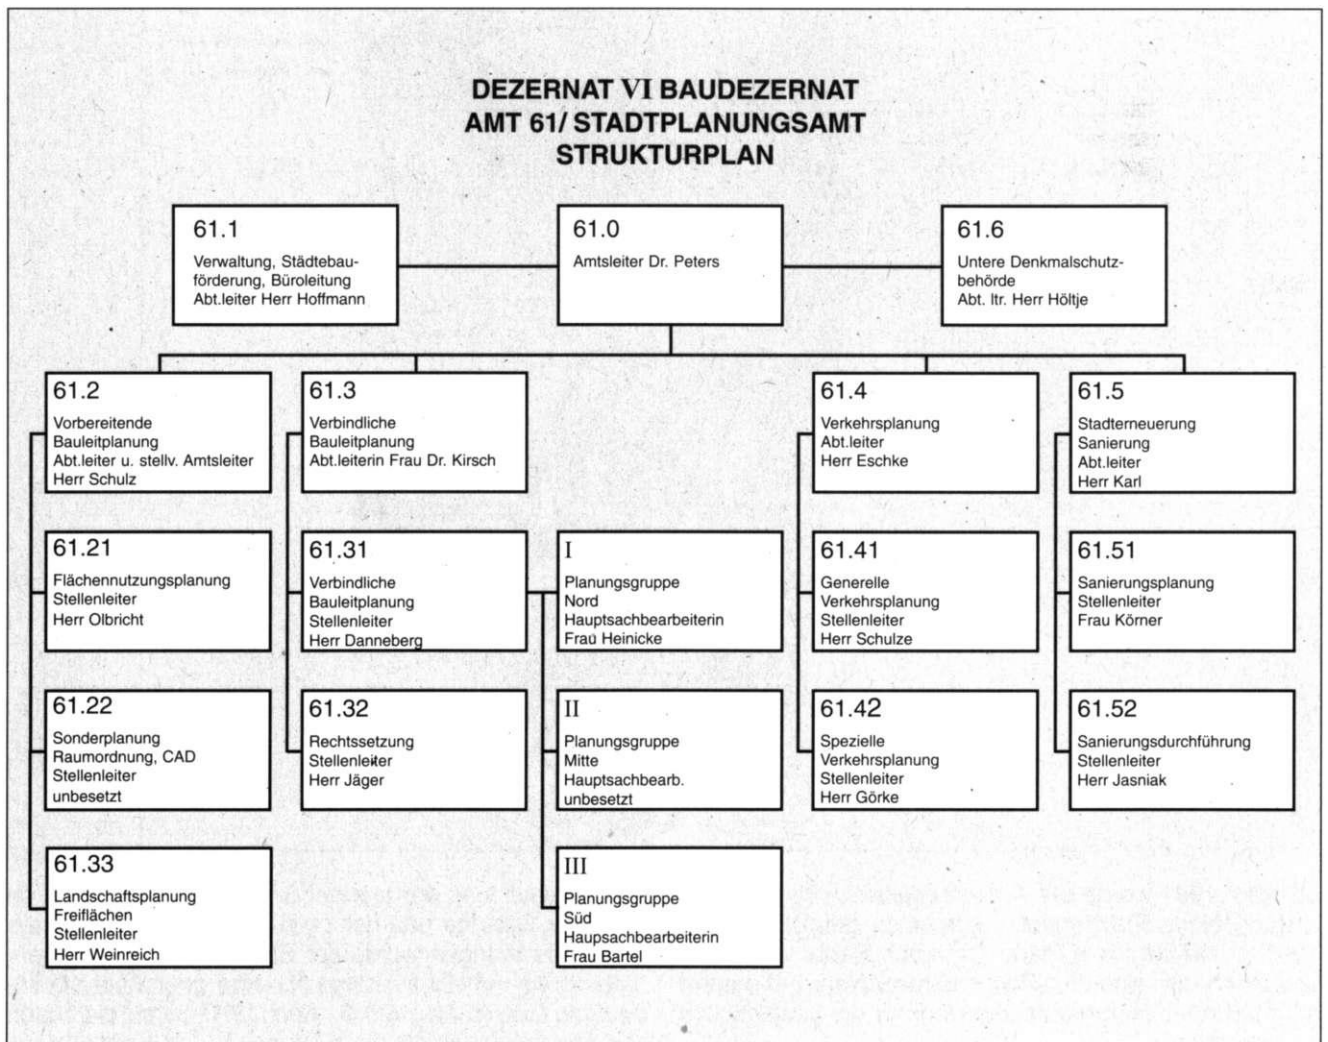 DEZERNAT VI BAUDEZERNAT
AMT 61/ STADTPLANUNGSAMT
STRUKTURPLAN
61.1
Verwaltung, Städtebau-
förderung, Büroleitung
Abt.leiter Herr Hoffmann
61.0
Amtsleiter Dr. Peters
61.6
Untere Denkmalschutz-
behörde
Abt. ltr. Herr Höltje
61.2
Vorbereitende
Bauleitplanung
Abt.leiter u. stellv. Amtsleiter
Herr Schulz
61.3
Verbindliche
Bauleitplanung
Abt.leiterin Frau Dr. Kirsch
61.4
Verkehrsplanung
Abt.leiter
Herr Eschke
61.5
Stadterneuerung
Sanierung
Abt.leiter
Herr Karl
61.21
Flächennutzungsplanung
Stellenleiter
Herr Olbricht
61.31
Verbindliche
Bauleitplanung
Stellenleiter
Herr Danneberg
I
Planungsgruppe
Nord
Hauptsachbearbeiterin
Frau Heinicke
61.41
Generelle
Verkehrsplanung
Stellenleiter
Herr Schulze
61.51
Sanierungsplanung
Stellenleiter
Frau Körner
61.22
Sonderplanung
Raumordnung, CAD
Stellenleiter
unbesetzt
61.32
Rechtssetzung
Stellenleiter
Herr Jäger
II
Planungsgruppe
Mitte
Hauptsachbearb.
unbesetzt
61.42
Spezielle
Verkehrsplanung
Stellenleiter
Herr Görke
61.52
Sanierungsdurchführung
Stellenleiter
Herr Jasniak
61.33
Landschaftsplanung
Freiflächen
Stellenleiter
Herr Weinreich
III
Planungsgruppe
Süd
Haupsachbearbeiterin
Frau Bartel